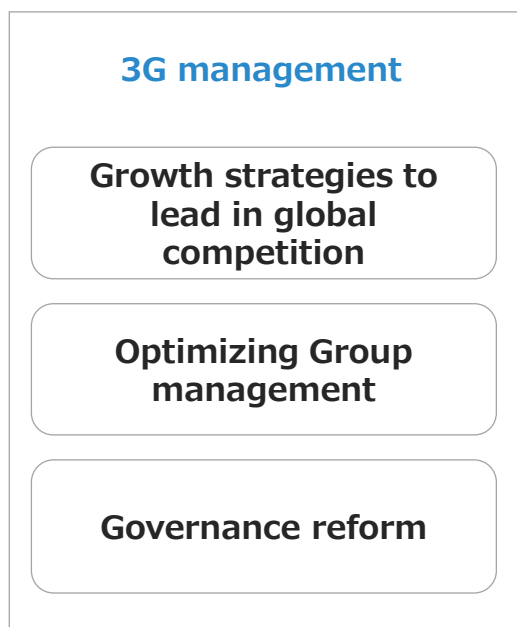 3G management
Growth strategies to
lead in global
competition
Optimizing Group
management
Governance reform